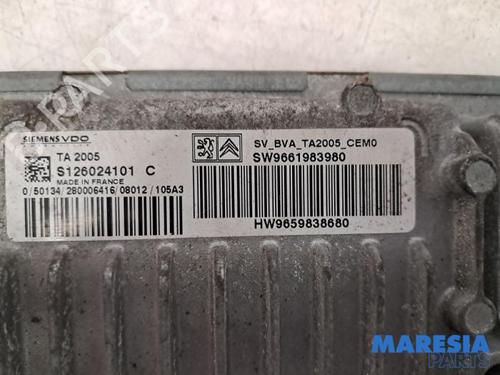 SIEMENS VDO
TA 2005
S126024101 C
MADE IN FRANCE
0/50134/280006416/08012/105A3
SV_BVA_TA2005_CEM0
SW9661983980
HW9659838680
MARESIA
PARTS